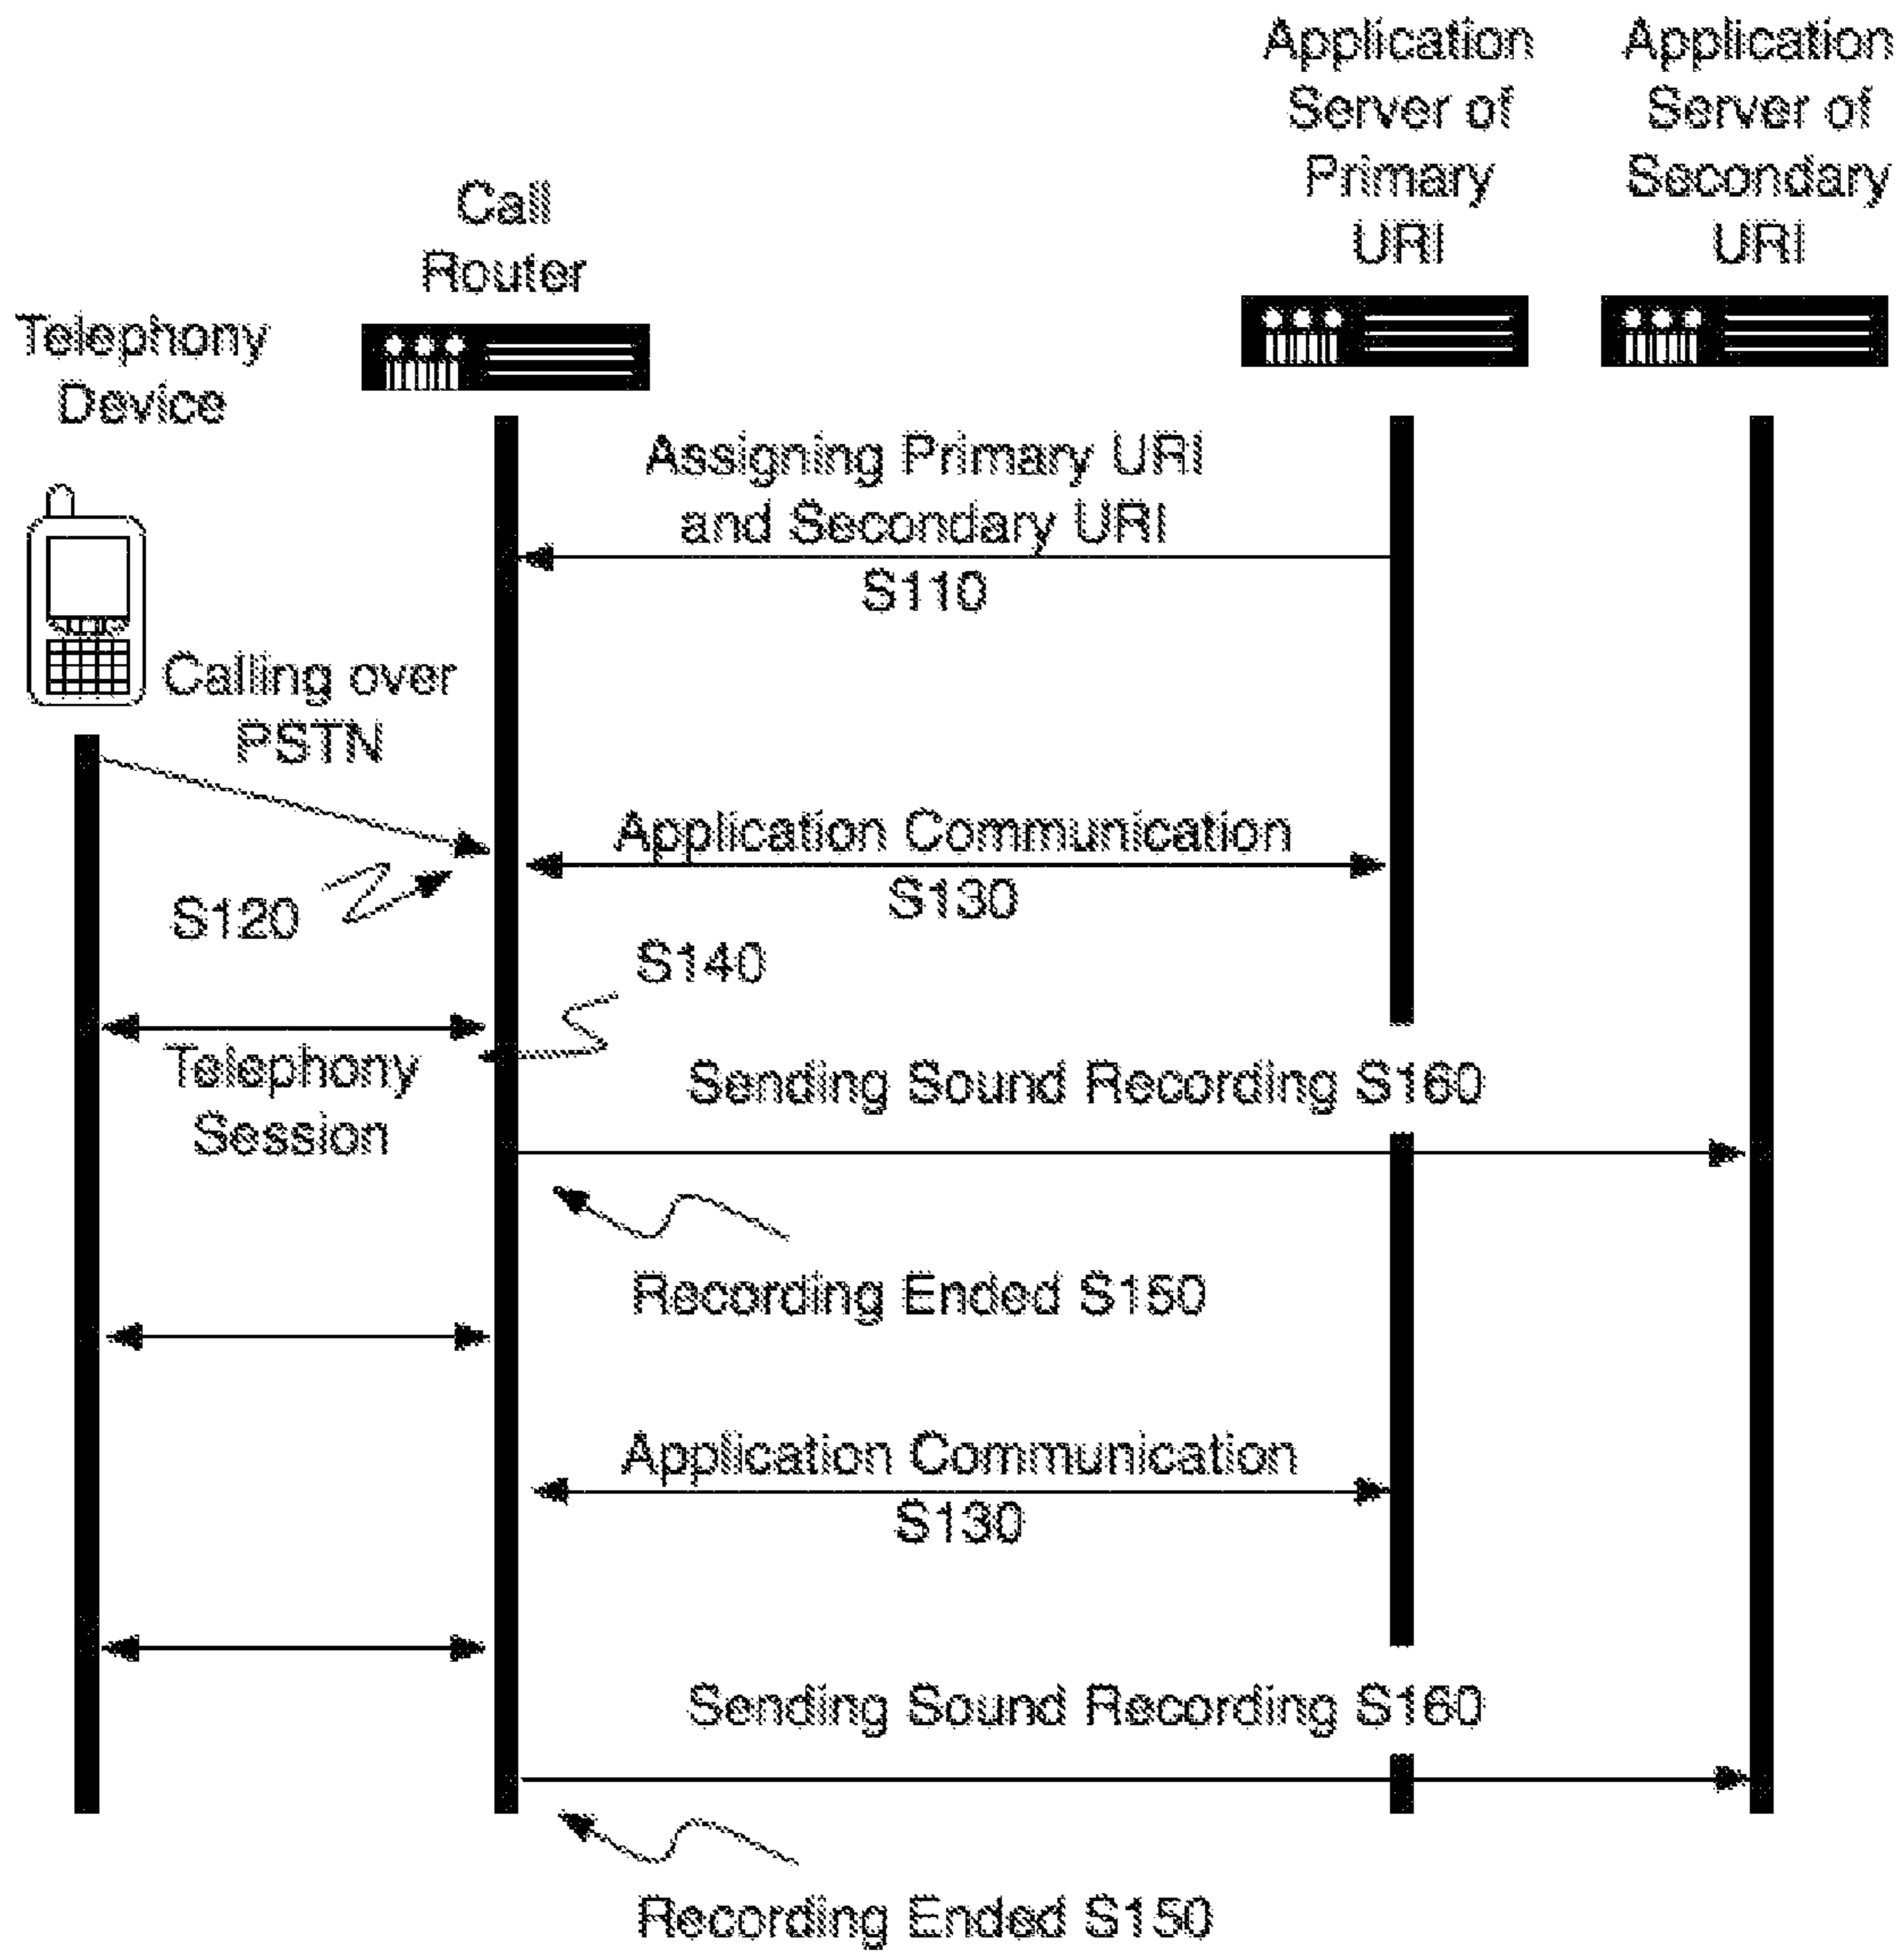 Application
Server of
Primary
URI
Application
Server of
Secondary
URI
Call
Router
Telephony
Device
Assigning Primary URI
and Secondary URI
S110
Calling over
PSTN
Application Communication
S130
S120
S140
Telephony
Session
Sending Sound Recording S160
Recording Ended S150
Application Communication
S130
Sending Sound Recording S160
Recording Ended S150